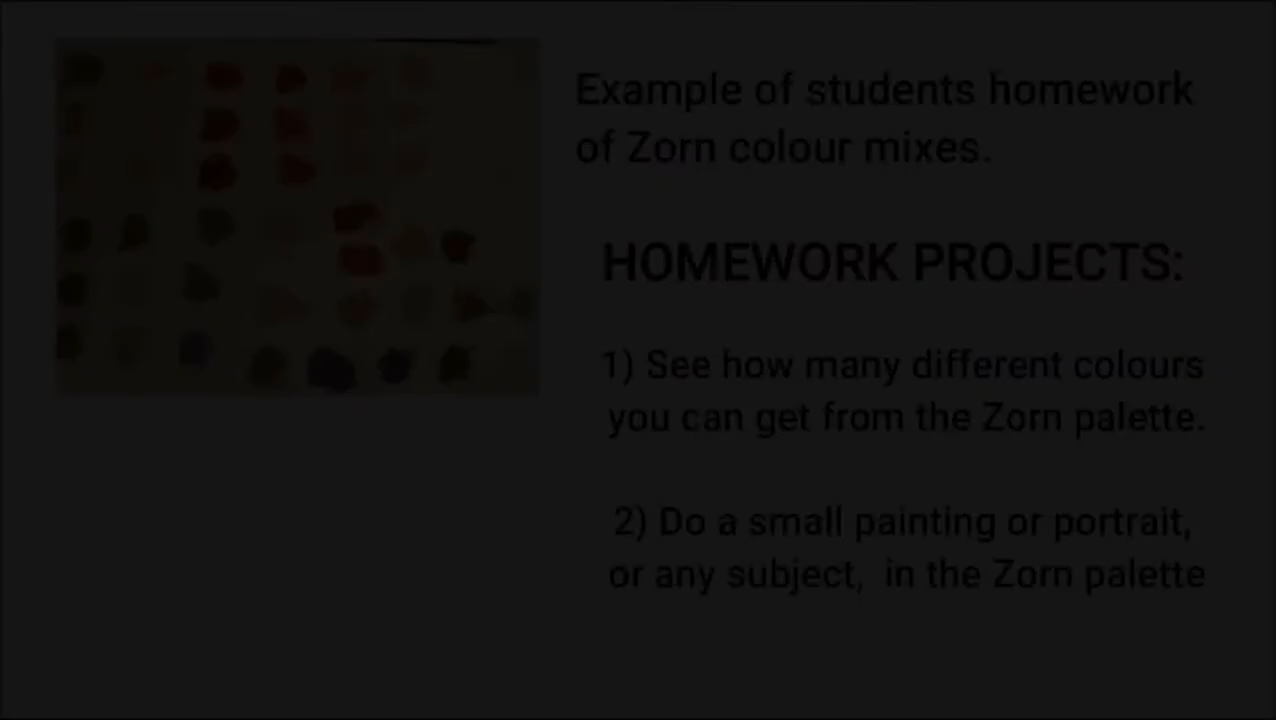 Example of students homework
of Zorn colour mixes.
HOMEWORK PROJECTS:
1) See how many different colours
you can get from the Zorn palette.
2) Do a small painting or portrait,
or any subject, in the Zorn palette